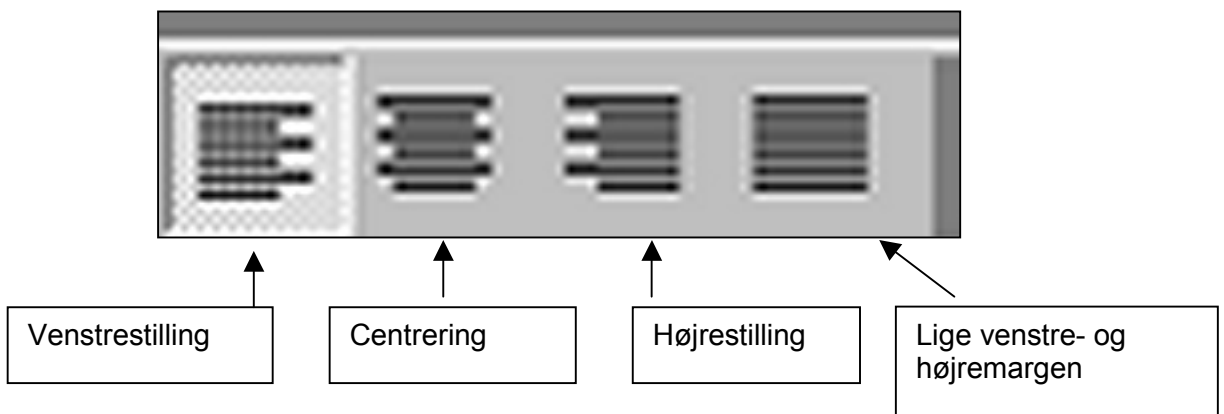 Venstrestilling
Centrering
Højrestilling
Lige venstre- og
højremargen